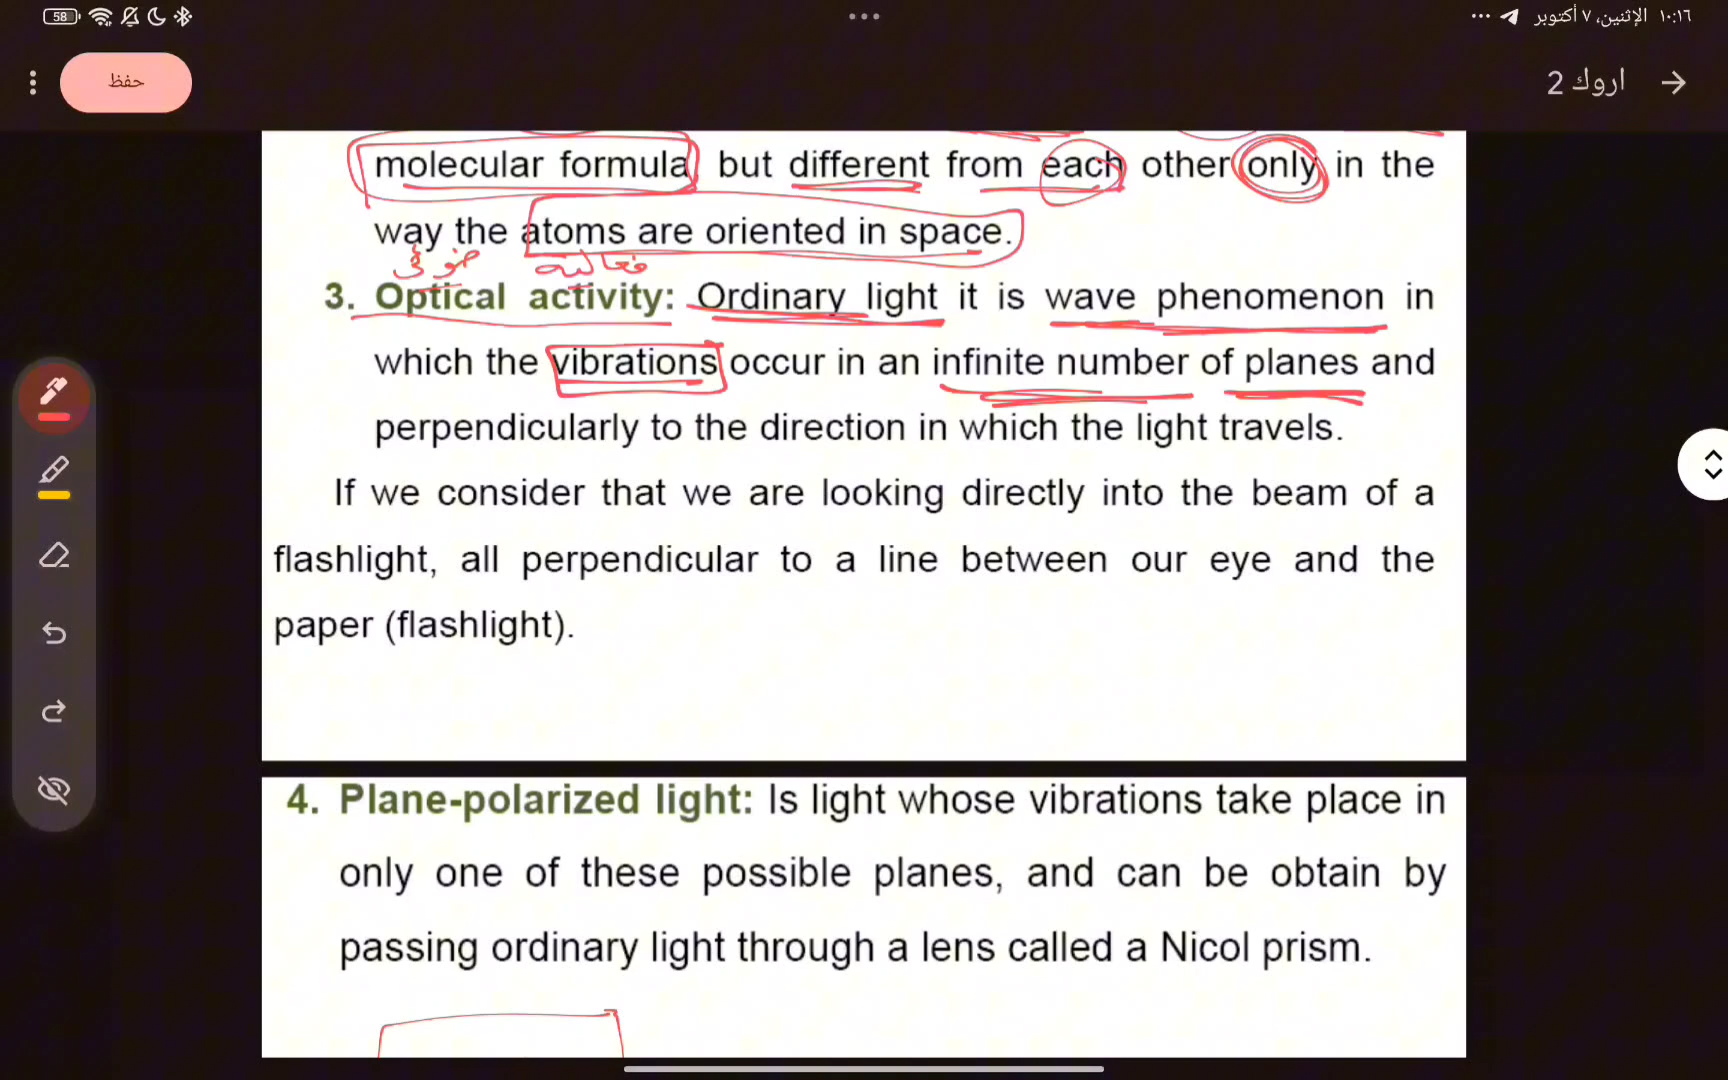 58
١٠:١٦ الإثنين، ٧ أكتوبر
حفظ
اروك 2
molecular formula but different from each other only in the
way the atoms are oriented in space.
ضوئي فعالية
3. Optical activity: Ordinary light it is wave phenomenon in
which the vibrations occur in an infinite number of planes and
perpendicularly to the direction in which the light travels.
If we consider that we are looking directly into the beam of a
flashlight, all perpendicular to a line between our eye and the
paper (flashlight).
4. Plane-polarized light: Is light whose vibrations take place in
only one of these possible planes, and can be obtain by
passing ordinary light through a lens called a Nicol prism.